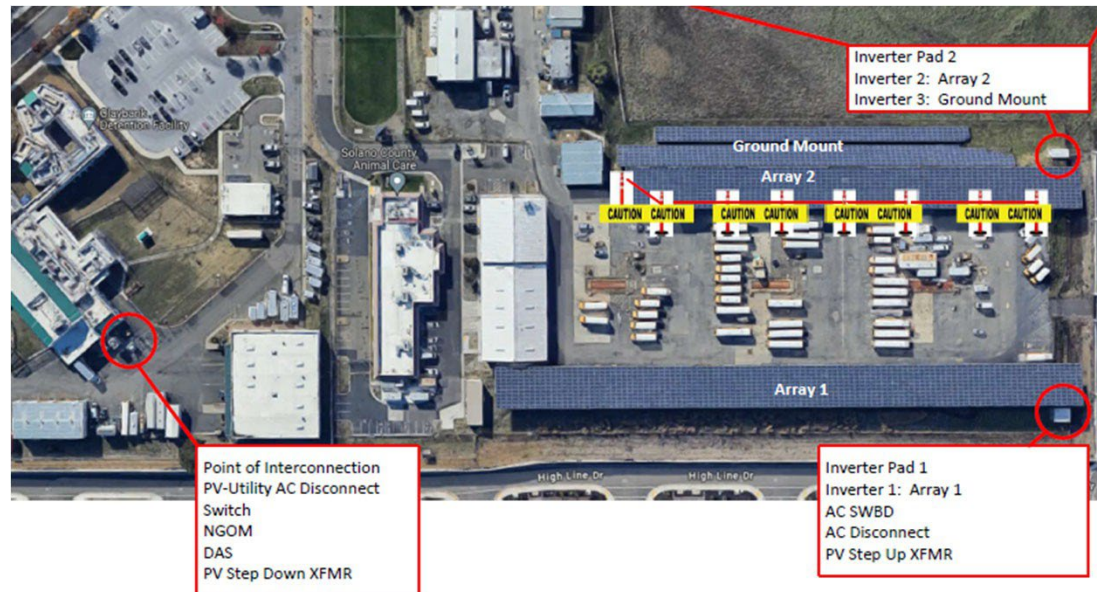 Inverter Pad 2
Inverter 2: Array 2
Inverter 3: Ground Mount
Claybank
Detention Facility
Solano County
Animal Care
Ground Mount
Array 2
CAUTION CAUTION CAUTION CAUTION CAUTION CAUTION CAUTION CAUTION
Array 1
High Line Dr High Line Dr
Point of Interconnection
PV-Utility AC Disconnect
Switch
NGOM
DAS
PV Step Down XFMR
Inverter Pad 1
Inverter 1: Array 1
AC SWBD
AC Disconnect
PV Step Up XFMR